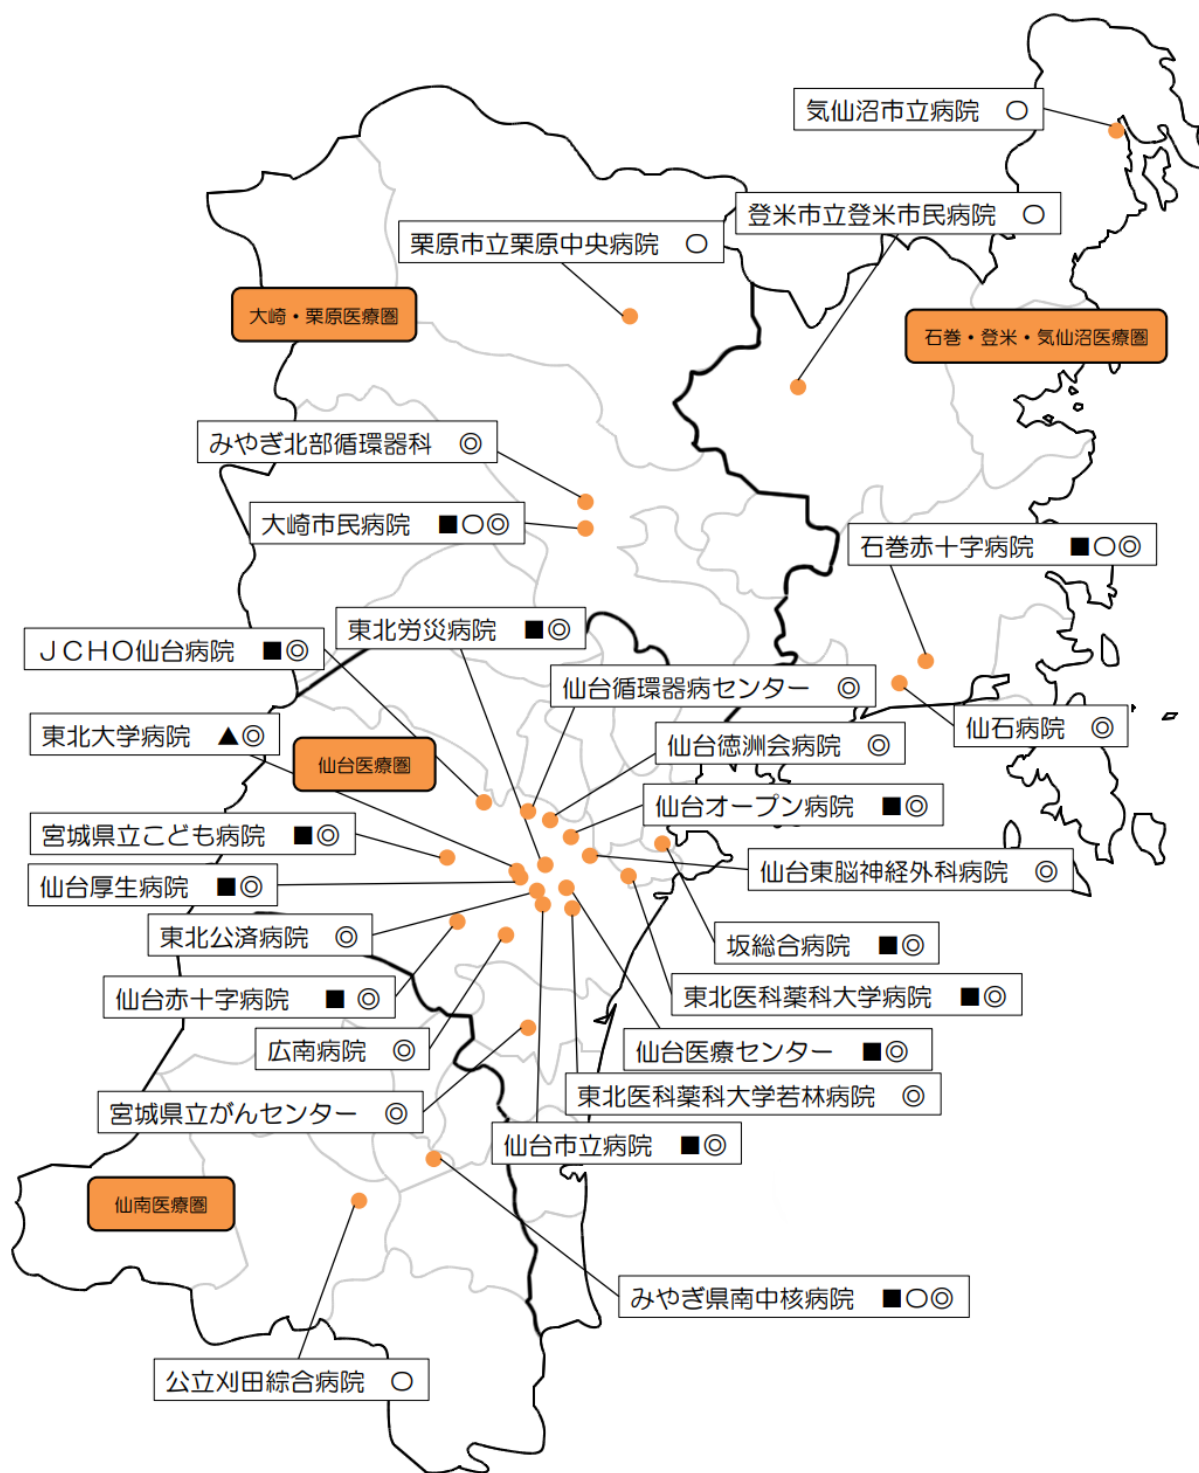 気仙沼市立病院　〇
登米市立登米市民病院　〇
栗原市立栗原中央病院　〇
大崎・栗原医療圏
石巻・登米・気仙沼医療圏
みやぎ北部循環器科　◎
大崎市民病院　■〇◎
石巻赤十字病院　■〇◎
東北労災病院　■◎
ＪＣＨＯ仙台病院　■◎
仙台循環器病センター　◎
仙石病院　◎
東北大学病院　▲◎
仙台徳洲会病院　◎
仙台医療圏
仙台オープン病院　■◎
宮城県立こども病院　■◎
仙台東脳神経外科病院　◎
仙台厚生病院　■◎
東北公済病院　◎
坂総合病院　■◎
仙台赤十字病院　■ ◎
東北医科薬科大学病院　■◎
広南病院　◎
仙台医療センター　■◎
東北医科薬科大学若林病院　◎
宮城県立がんセンター　◎
仙台市立病院　■◎
仙南医療圏
みやぎ県南中核病院　■〇◎
公立刈田綜合病院　〇